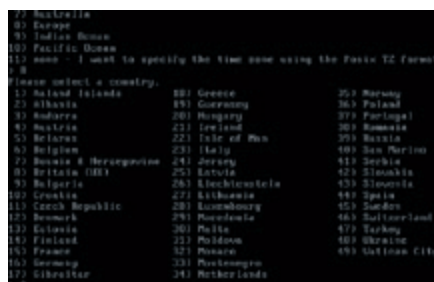 7) Australia
8) Europe
9) Indian Ocean
10) Pacific Ocean
11) none - I want to specify the time zone using the Posix TZ format
> 8
Please select a country.
1) Aaland Islands 18) Greece 35) Norway
2) Albania 19) Guernsey 36) Poland
3) Andorra 20) Hungary 37) Portugal
4) Austria 21) Ireland 38) Romania
5) Belarus 22) Isle of Man 39) Russia
6) Belgium 23) Italy 40) San Marino
7) Bosnia & Herzegovina 24) Jersey 41) Serbia
8) Britain (UK) 25) Latvia 42) Slovakia
9) Bulgaria 26) Liechtenstein 43) Slovenia
10) Croatia 27) Lithuania 44) Spain
11) Czech Republic 28) Luxembourg 45) Sweden
12) Denmark 29) Macedonia 46) Switzerland
13) Estonia 30) Malta 47) Turkey
14) Finland 31) Moldova 48) Ukraine
15) France 32) Monaco 49) Vatican City
16) Germany 33) Montenegro
17) Gibraltar 34) Netherlands